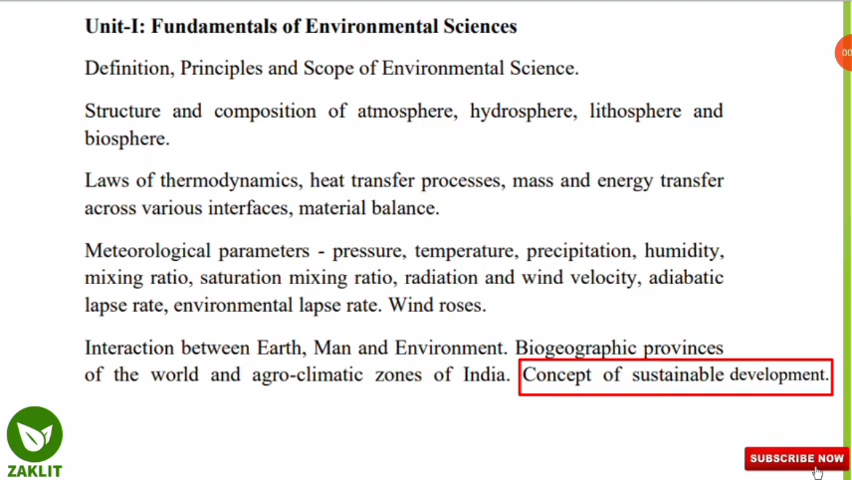 Unit-I: Fundamentals of Environmental Sciences
Definition, Principles and Scope of Environmental Science.
Structure and composition of atmosphere, hydrosphere, lithosphere and
biosphere.
Laws of thermodynamics, heat transfer processes, mass and energy transfer
across various interfaces, material balance.
Meteorological parameters - pressure, temperature, precipitation, humidity,
mixing ratio, saturation mixing ratio, radiation and wind velocity, adiabatic
lapse rate, environmental lapse rate. Wind roses.
Interaction between Earth, Man and Environment. Biogeographic provinces
of the world and agro-climatic zones of India. Concept of sustainable development.
ZAKLIT
SUBSCRIBE NOW
00